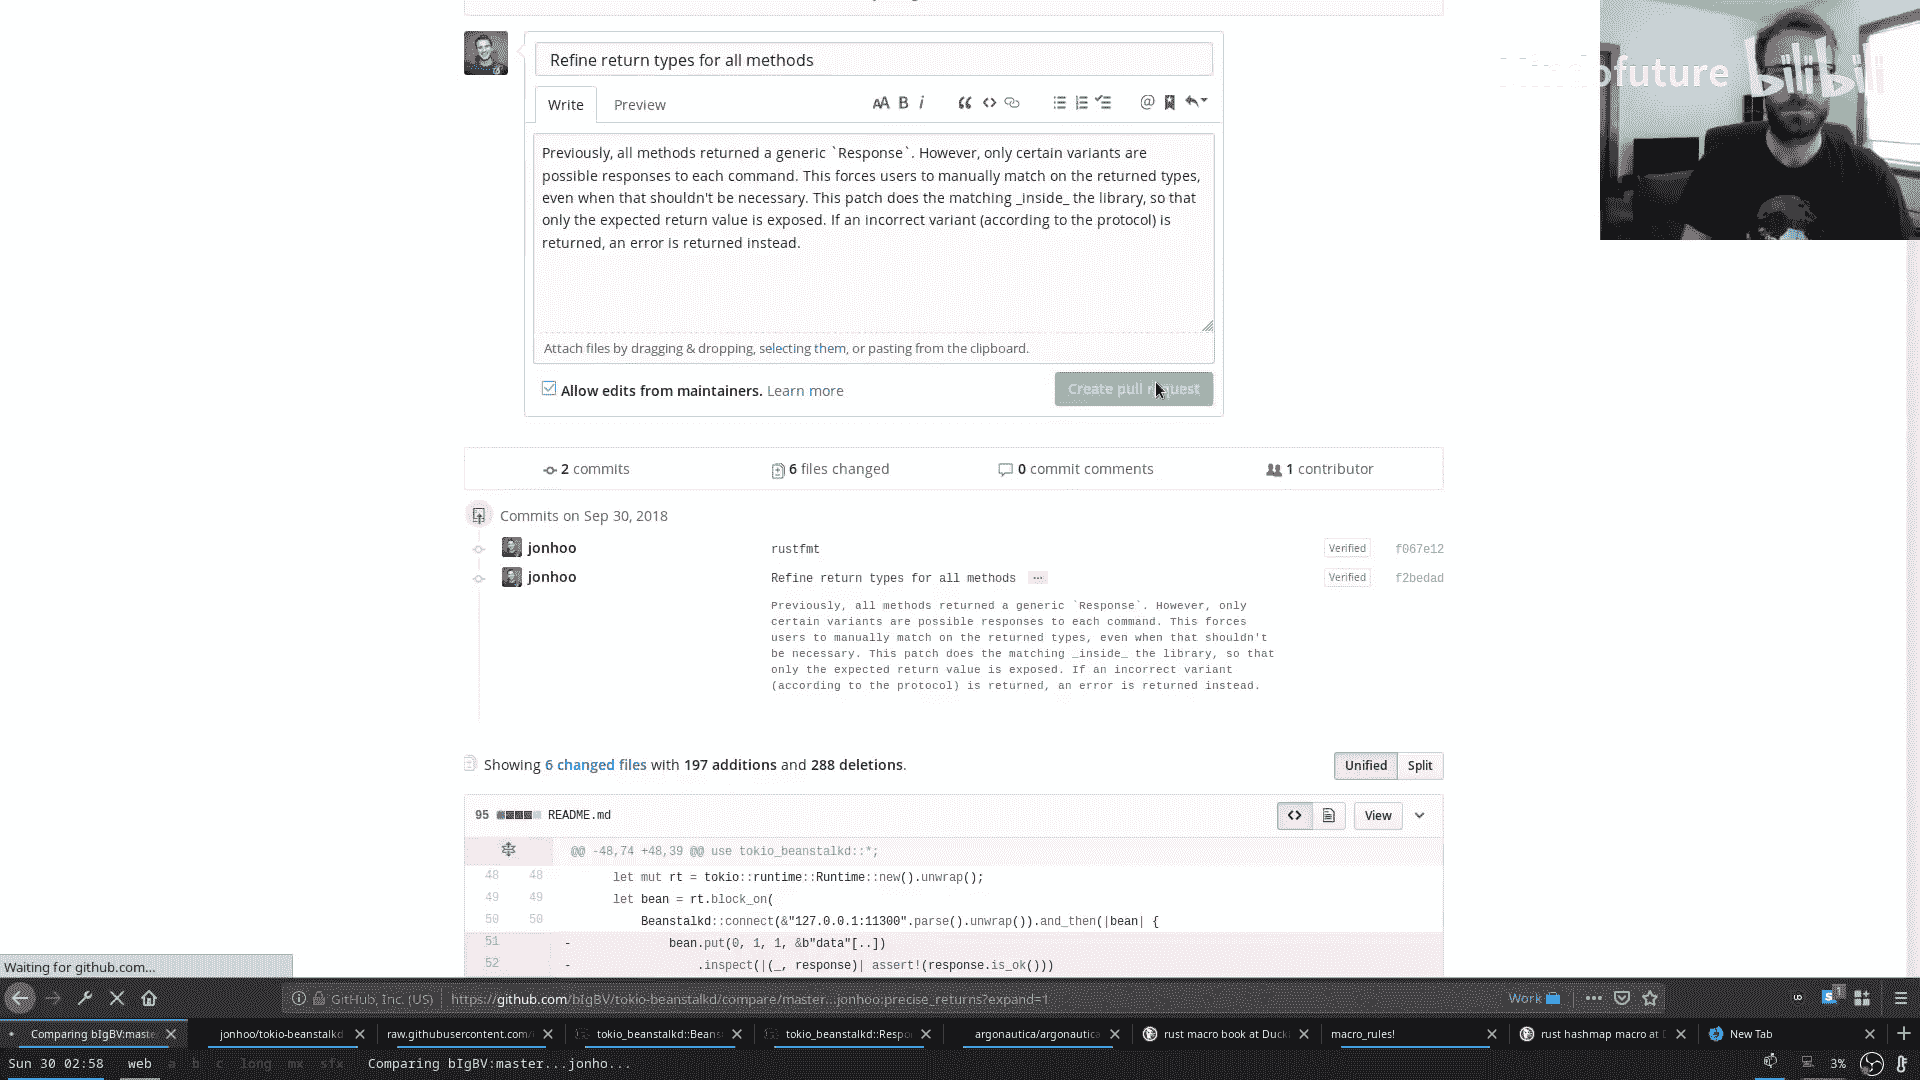 Refine return types for all methods
ofuture bilibili
Write Preview
Previously, all methods returned a generic `Response`. However, only certain variants are
possible responses to each command. This forces users to manually match on the returned types,
even when that shouldn't be necessary. This patch does the matching _inside_ the library, so that
only the expected return value is exposed. If an incorrect variant (according to the protocol) is
returned, an error is returned instead.
Attach files by dragging & dropping, selecting them, or pasting from the clipboard.
Allow edits from maintainers. Learn more
Create pull request
2 commits 6 files changed 0 commit comments 1 contributor
Commits on Sep 30, 2018
jonhoo rustfmt Verified f067e12
jonhoo Refine return types for all methods Verified f2bedad
Previously, all methods returned a generic `Response`. However, only
certain variants are possible responses to each command. This forces
users to manually match on the returned types, even when that shouldn't
be necessary. This patch does the matching _inside_ the library, so that
only the expected return value is exposed. If an incorrect variant
(according to the protocol) is returned, an error is returned instead.
Showing 6 changed files with 197 additions and 288 deletions.
Unified Split
95 README.md View
@@ -48,74 +48,39 @@ use tokio_beanstalkd::*;
48 48 let mut rt = tokio::runtime::Runtime::new().unwrap();
49 49 let bean = rt.block_on(
50 50 Beanstalkd::connect(&"127.0.0.1:11300".parse().unwrap()).and_then(|bean| {
51 - bean.put(0, 1, 1, &b"data"[..])
52 - .inspect(|(_, response)| assert!(response.is_ok()))
Waiting for github.com...
GitHub, Inc. (US) https://github.com/bIgBV/tokio-beanstalkd/compare/master...jonhoo:precise_returns?expand=1 Work 1
Comparing bIgBV:maste jonhoo/tokio-beanstalkd raw.githubusercontent.com/ tokio_beanstalkd::Beans tokio_beanstalkd::Respo argonautica/argonautica rust macro book at Duck macro_rules! rust hashmap macro at New Tab
Sun 30 02:58 web a b c long mx sfx Comparing bIgBV:master...jonho... 3%